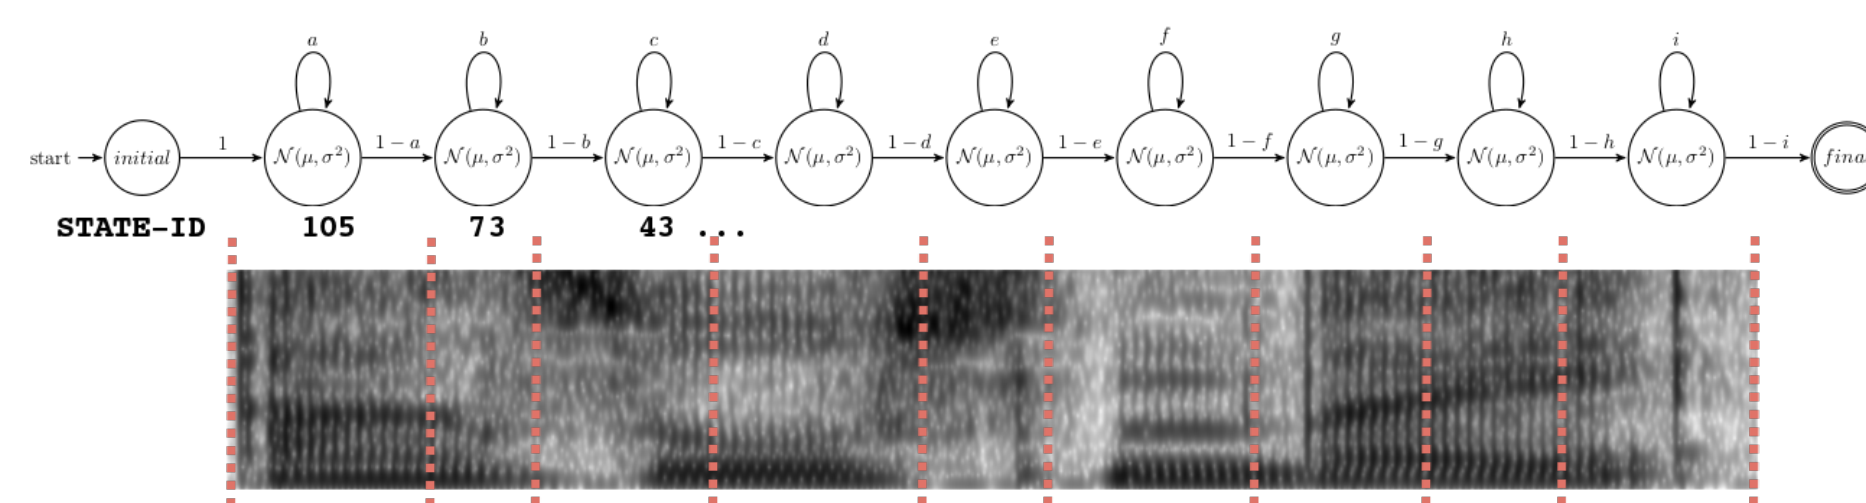 a b c d e f g h i
start initial 1 N(μ, σ²) 1 − a N(μ, σ²) 1 − b N(μ, σ²) 1 − c N(μ, σ²) 1 − d N(μ, σ²) 1 − e N(μ, σ²) 1 − f N(μ, σ²) 1 − g N(μ, σ²) 1 − h N(μ, σ²) 1 − i fina
STATE-ID 105 73 43 ...